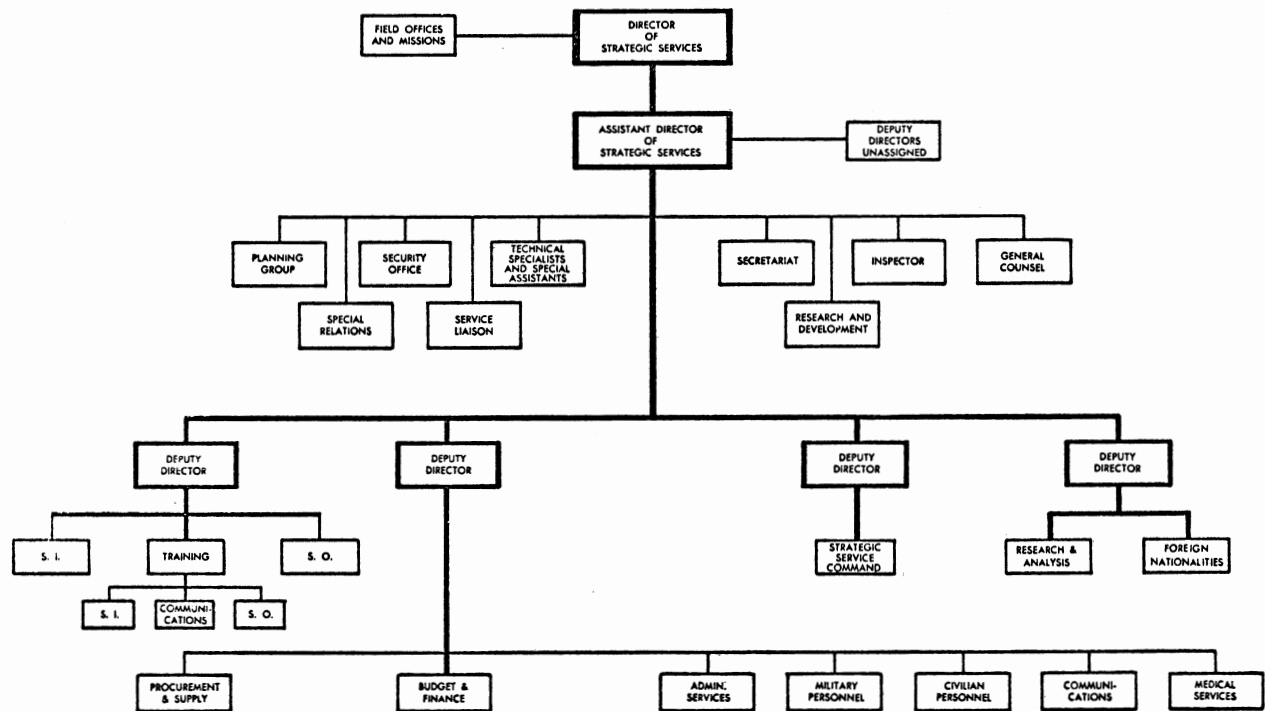 FIELD OFFICES
AND MISSIONS
DIRECTOR
OF
STRATEGIC SERVICES
ASSISTANT DIRECTOR
OF
STRATEGIC SERVICES
DEPUTY
DIRECTORS
UNASSIGNED
PLANNING
GROUP
SECURITY
OFFICE
TECHNICAL
SPECIALISTS
AND SPECIAL
ASSISTANTS
SECRETARIAT
INSPECTOR
GENERAL
COUNSEL
SPECIAL
RELATIONS
SERVICE
LIAISON
RESEARCH AND
DEVELOPMENT
DEPUTY
DIRECTOR
DEPUTY
DIRECTOR
DEPUTY
DIRECTOR
DEPUTY
DIRECTOR
S. I.
TRAINING
S. O.
STRATEGIC
SERVICE
COMMAND
RESEARCH &
ANALYSIS
FOREIGN
NATIONALITIES
S. I.
COMMUNI-
CATIONS
S. O.
PROCUREMENT
& SUPPLY
BUDGET &
FINANCE
ADMIN.
SERVICES
MILITARY
PERSONNEL
CIVILIAN
PERSONNEL
COMMUNI-
CATIONS
MEDICAL
SERVICES